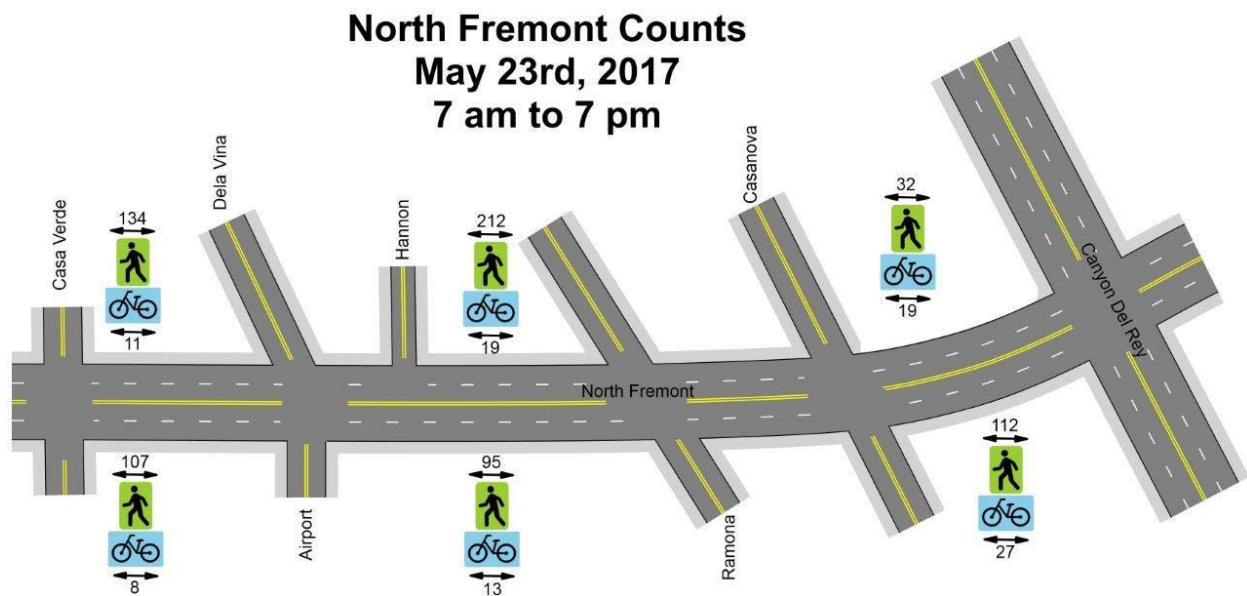 North Fremont Counts
May 23rd, 2017
7 am to 7 pm
Casa Verde
134
11
Dela Vina
Hannon
212
19
Casanova
32
19
Canyon Del Rey
North Fremont
107
8
Airport
95
13
Ramona
112
27